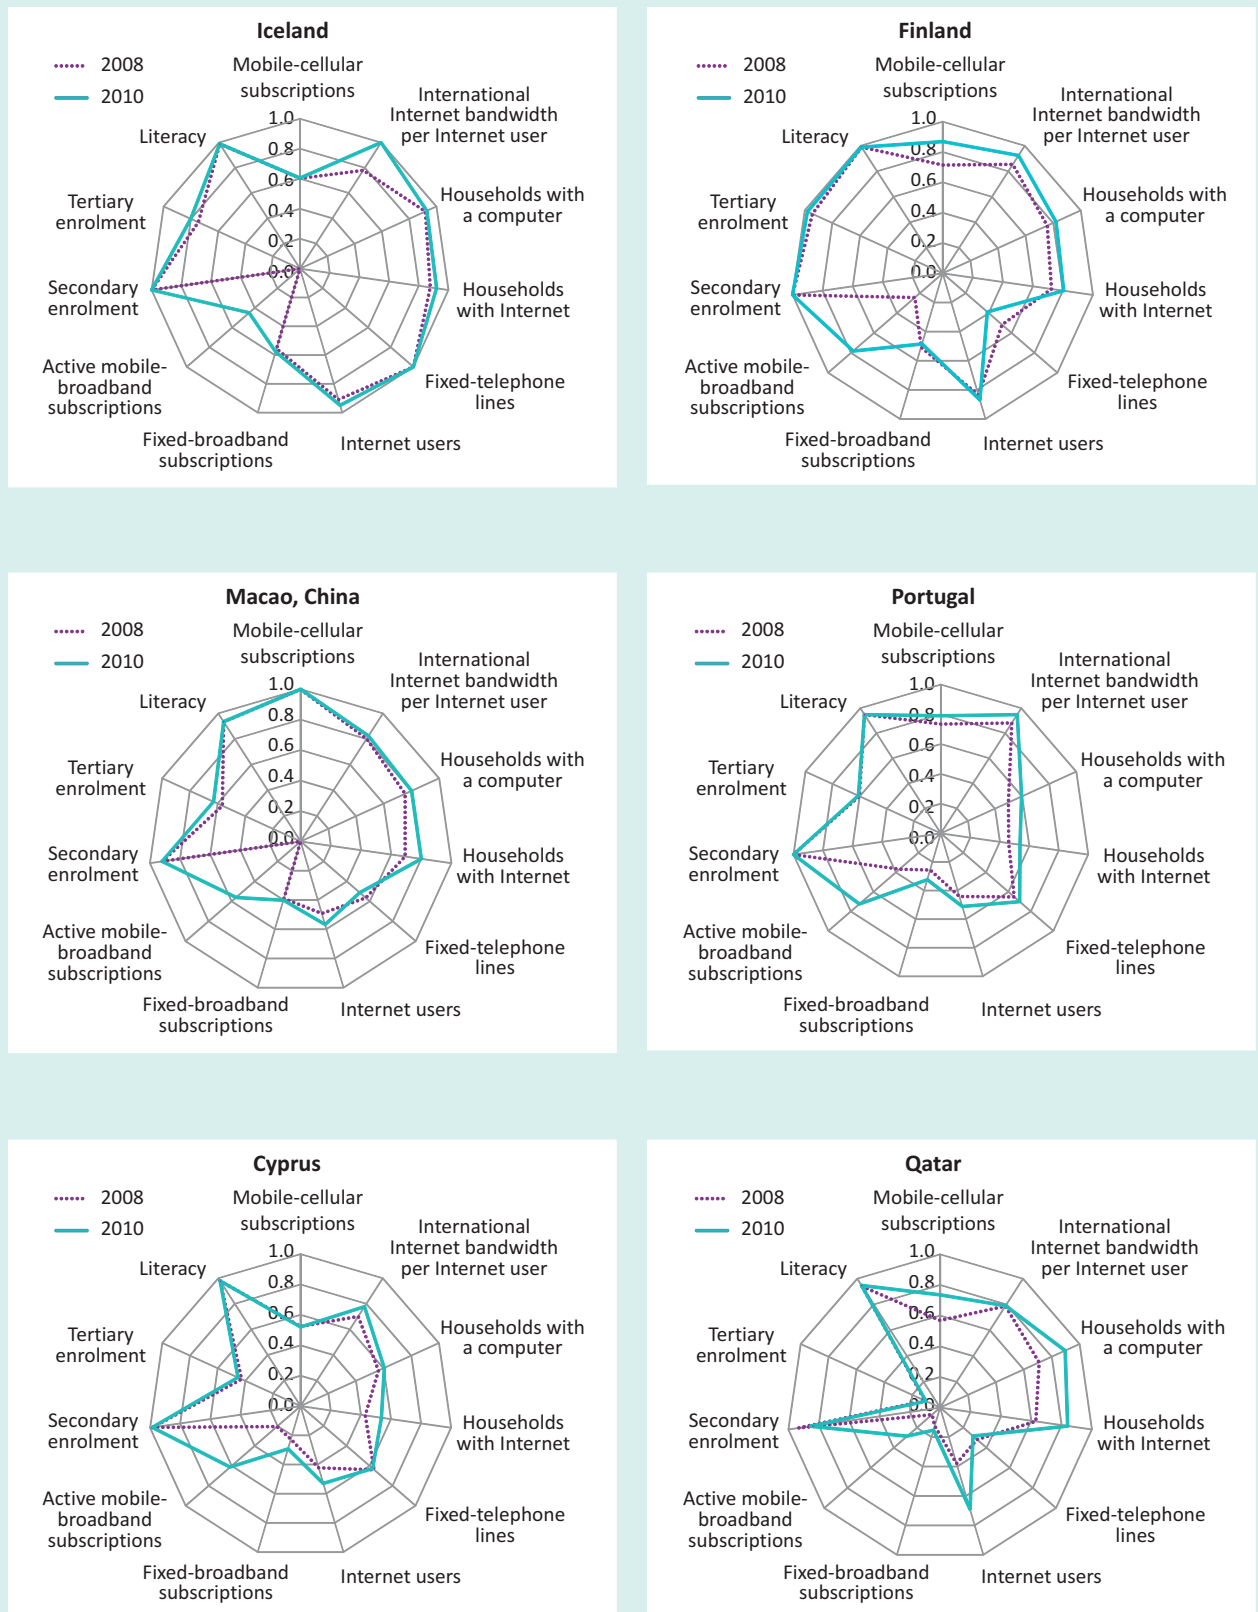 Iceland
2008
2010
Mobile-cellular
subscriptions
International
Internet bandwidth
per Internet user
Households with
a computer
Households
with Internet
Fixed-telephone
lines
Internet users
Fixed-broadband
subscriptions
Active mobile-
broadband
subscriptions
Secondary
enrolment
Tertiary
enrolment
Literacy
1.0
0.8
0.6
0.4
0.2
0.0
Finland
2008
2010
Mobile-cellular
subscriptions
International
Internet bandwidth
per Internet user
Households with
a computer
Households
with Internet
Fixed-telephone
lines
Internet users
Fixed-broadband
subscriptions
Active mobile-
broadband
subscriptions
Secondary
enrolment
Tertiary
enrolment
Literacy
1.0
0.8
0.6
0.4
0.2
0.0
Macao, China
2008
2010
Mobile-cellular
subscriptions
International
Internet bandwidth
per Internet user
Households with
a computer
Households
with Internet
Fixed-telephone
lines
Internet users
Fixed-broadband
subscriptions
Active mobile-
broadband
subscriptions
Secondary
enrolment
Tertiary
enrolment
Literacy
1.0
0.8
0.6
0.4
0.2
0.0
Portugal
2008
2010
Mobile-cellular
subscriptions
International
Internet bandwidth
per Internet user
Households with
a computer
Households
with Internet
Fixed-telephone
lines
Internet users
Fixed-broadband
subscriptions
Active mobile-
broadband
subscriptions
Secondary
enrolment
Tertiary
enrolment
Literacy
1.0
0.8
0.6
0.4
0.2
0.0
Cyprus
2008
2010
Mobile-cellular
subscriptions
International
Internet bandwidth
per Internet user
Households with
a computer
Households
with Internet
Fixed-telephone
lines
Internet users
Fixed-broadband
subscriptions
Active mobile-
broadband
subscriptions
Secondary
enrolment
Tertiary
enrolment
Literacy
1.0
0.8
0.6
0.4
0.2
0.0
Qatar
2008
2010
Mobile-cellular
subscriptions
International
Internet bandwidth
per Internet user
Households with
a computer
Households
with Internet
Fixed-telephone
lines
Internet users
Fixed-broadband
subscriptions
Active mobile-
broadband
subscriptions
Secondary
enrolment
Tertiary
enrolment
Literacy
1.0
0.8
0.6
0.4
0.2
0.0